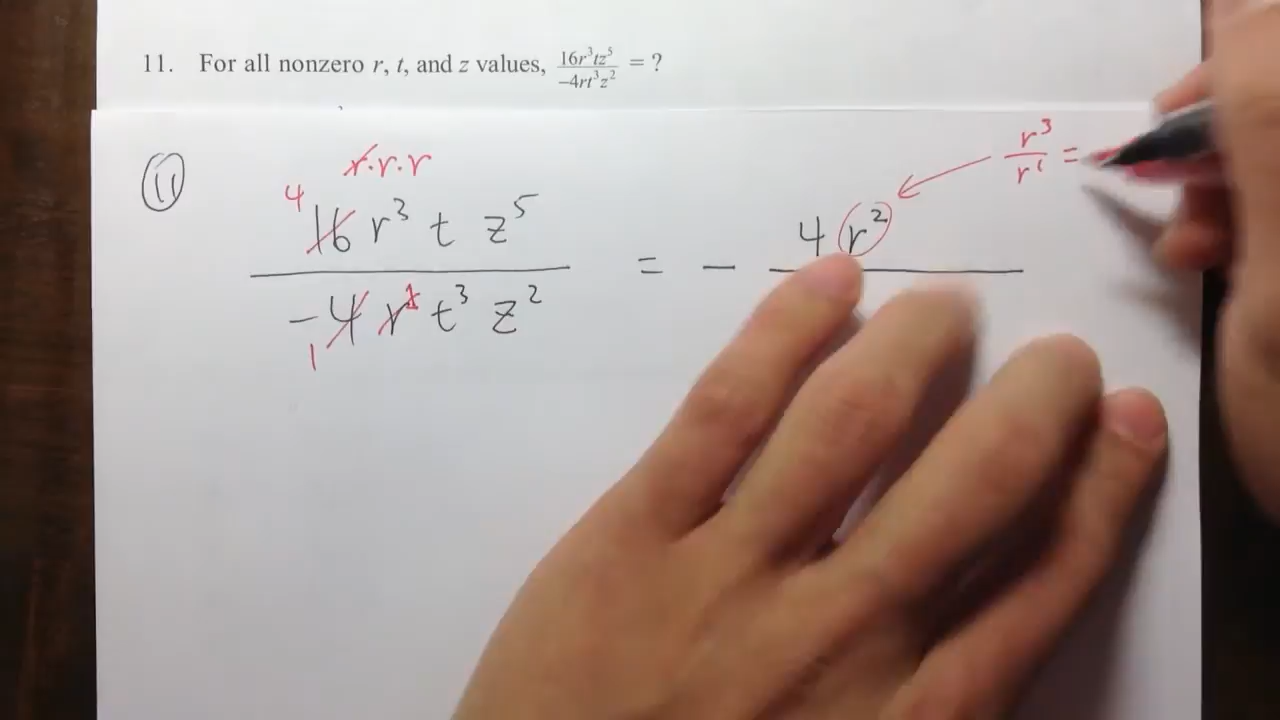 11. For all nonzero r, t, and z values, 16r³tz⁵ / −4rt³z² = ?
11
r·r·r
4
16 r³ t z⁵
−4 r¹ t³ z²
1
= −
4 r²
r³
r¹
=